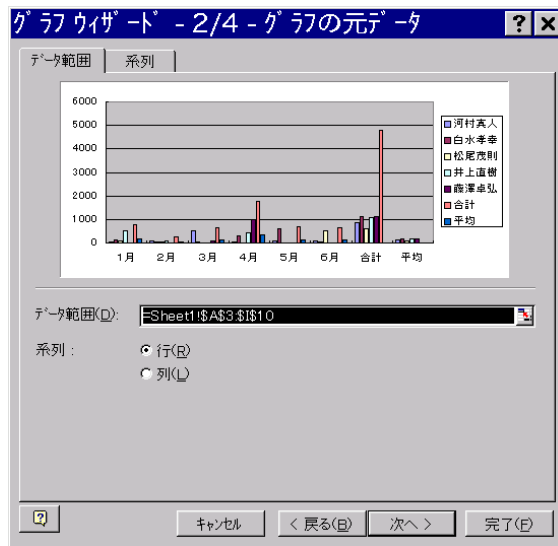 グラフウィザード - 2/4 - グラフの元データ
データ範囲 系列
6000
5000
4000
3000
2000
1000
0
1月 2月 3月 4月 5月 6月 合計 平均
河村真人
白水孝幸
松尾茂則
井上直樹
藤澤卓弘
合計
平均
データ範囲(D): =Sheet1!$A$3:$I$10
系列: 行(R)
列(L)
キャンセル < 戻る(B) 次へ > 完了(F)